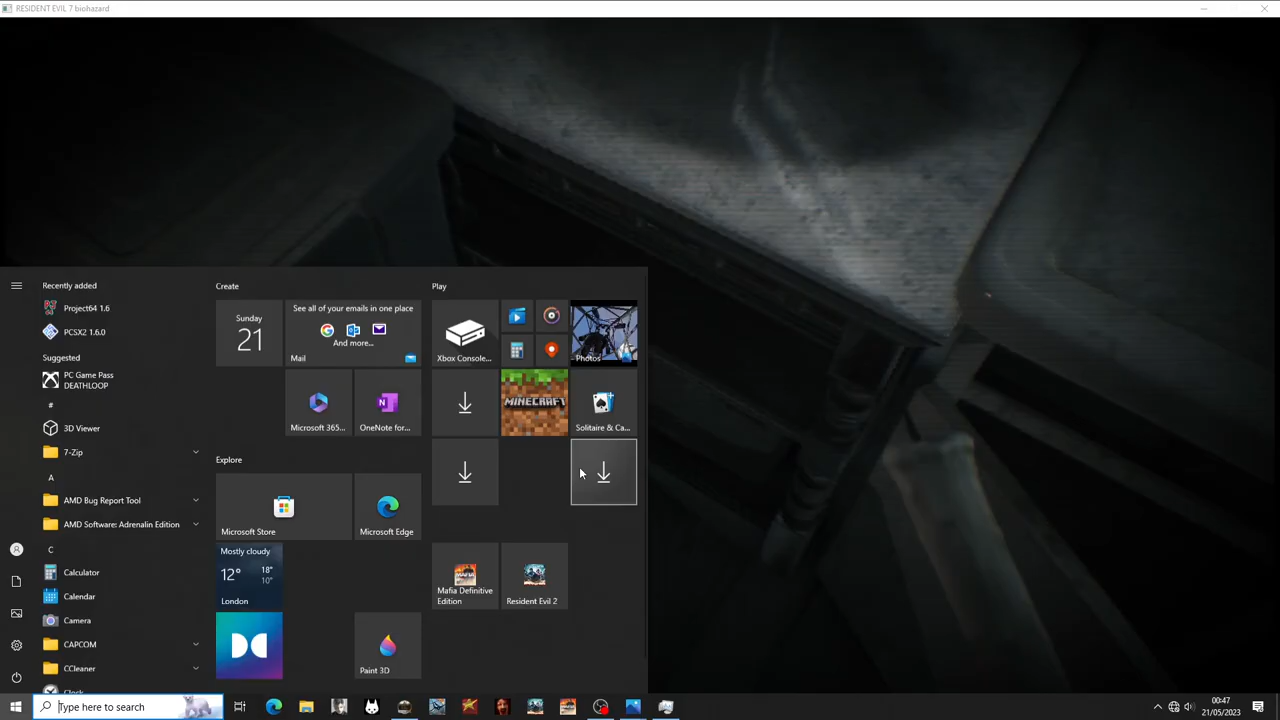 RESIDENT EVIL 7 biohazard
Recently added
Project64 1.6
PCSX2 1.6.0
Suggested
PC Game Pass
DEATHLOOP
#
3D Viewer
7-Zip
A
AMD Bug Report Tool
AMD Software: Adrenalin Edition
C
Calculator
Calendar
Camera
CAPCOM
CCleaner
Clock
Create
Sunday
21
See all of your emails in one place
And more...
Mail
Microsoft 365...
OneNote for...
Explore
Microsoft Store
Microsoft Edge
Mostly cloudy
12° 18°
10°
London
Paint 3D
Play
Xbox Console...
Photos
MINECRAFT
Solitaire & Ca...
Mafia Definitive
Edition
Resident Evil 2
Type here to search
00:47
21/05/2023